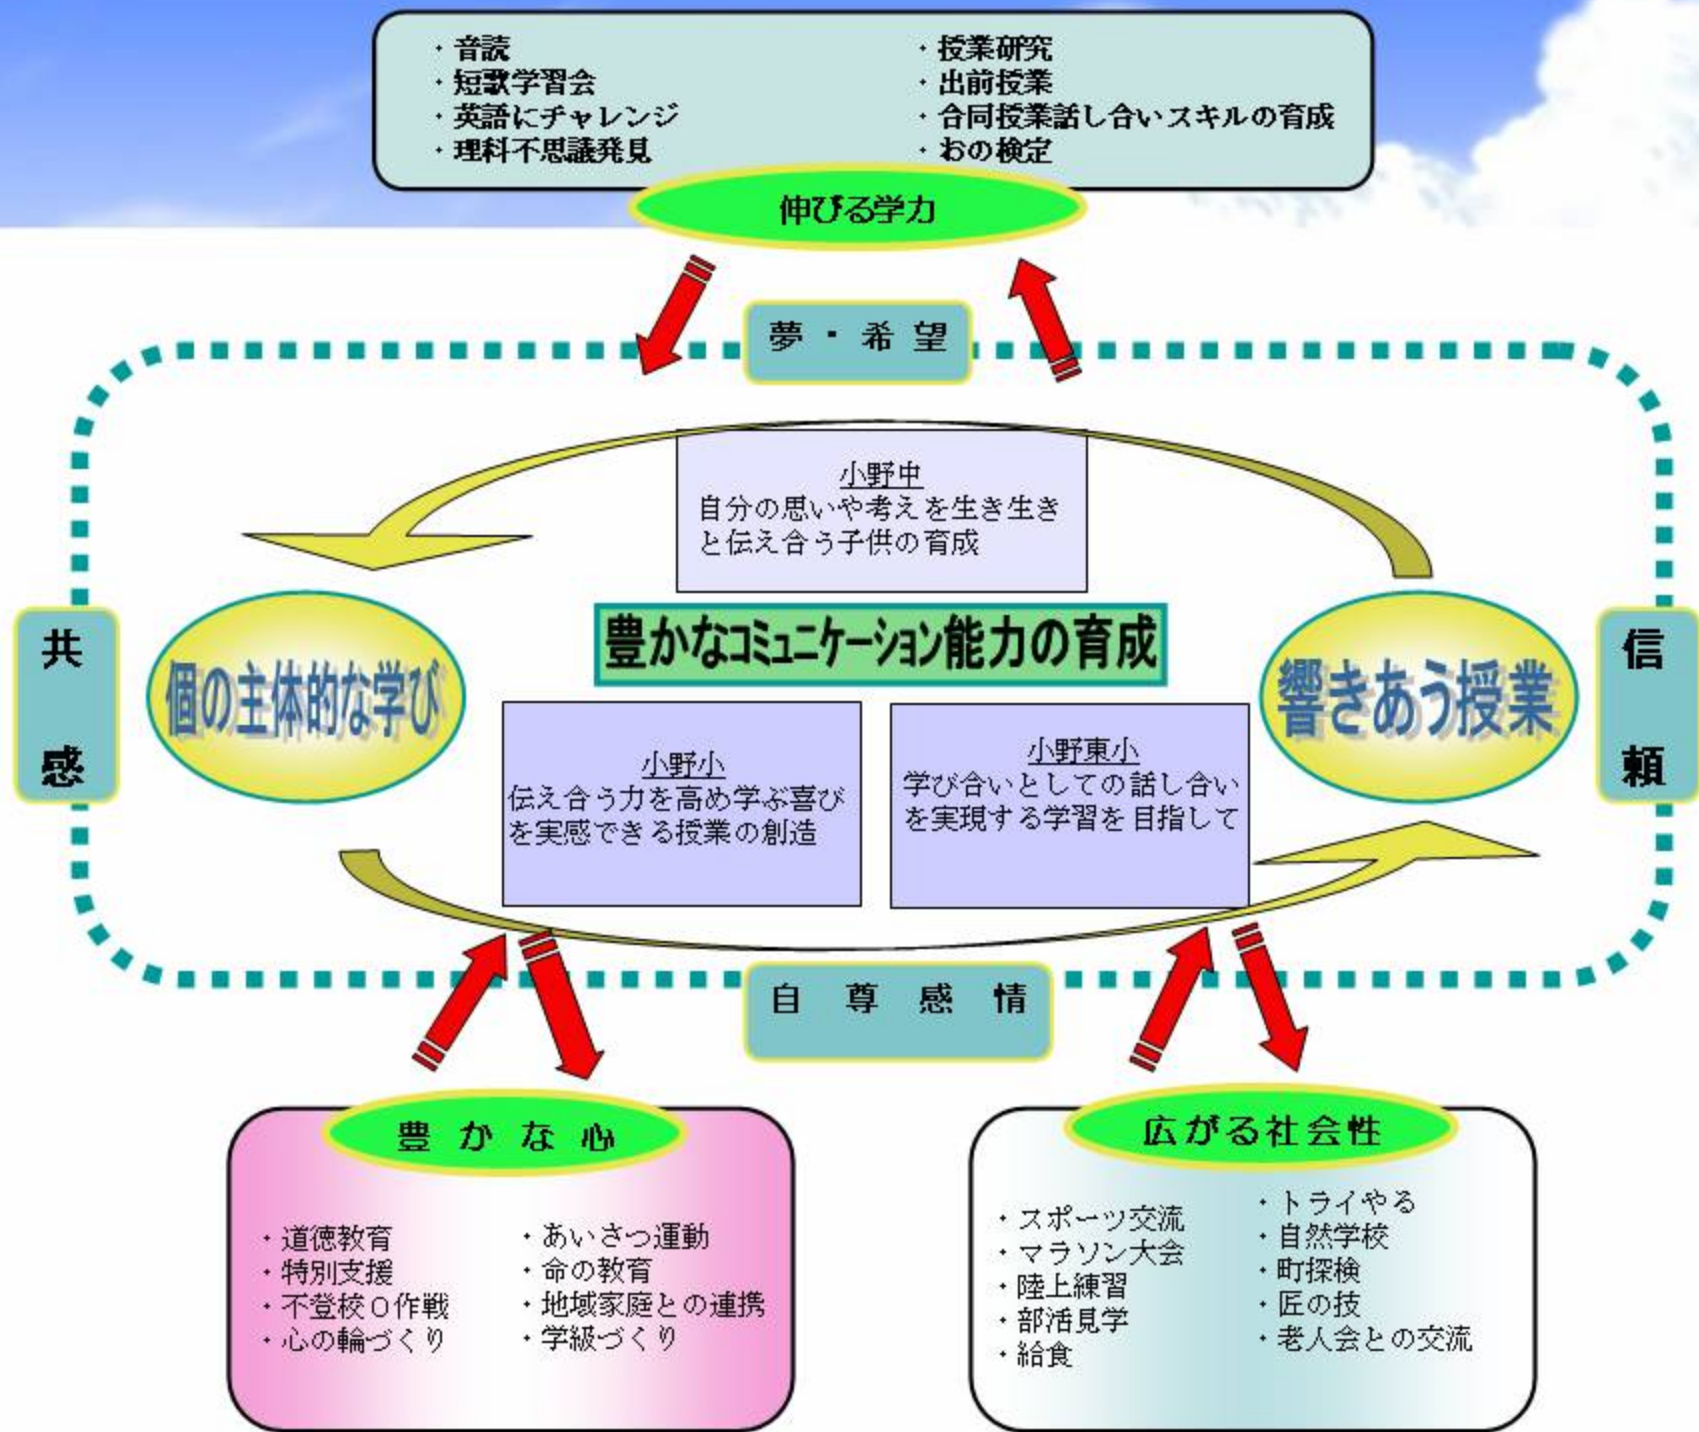 ・音読
・短歌学習会
・英語にチャレンジ
・理科不思議発見
・授業研究
・出前授業
・合同授業話し合いスキルの育成
・おの検定
伸びる学力
夢・希望
小野中
自分の思いや考えを生き生き
と伝え合う子供の育成
共感
個の主体的な学び
豊かなコミュニケーション能力の育成
響きあう授業
信頼
小野小
伝え合う力を高め学ぶ喜び
を実感できる授業の創造
小野東小
学び合いとしての話し合い
を実現する学習を目指して
自尊感情
豊かな心
・道徳教育
・特別支援
・不登校０作戦
・心の輪づくり
・あいさつ運動
・命の教育
・地域家庭との連携
・学級づくり
広がる社会性
・スポーツ交流
・マラソン大会
・陸上練習
・部活見学
・給食
・トライやる
・自然学校
・町探検
・匠の技
・老人会との交流